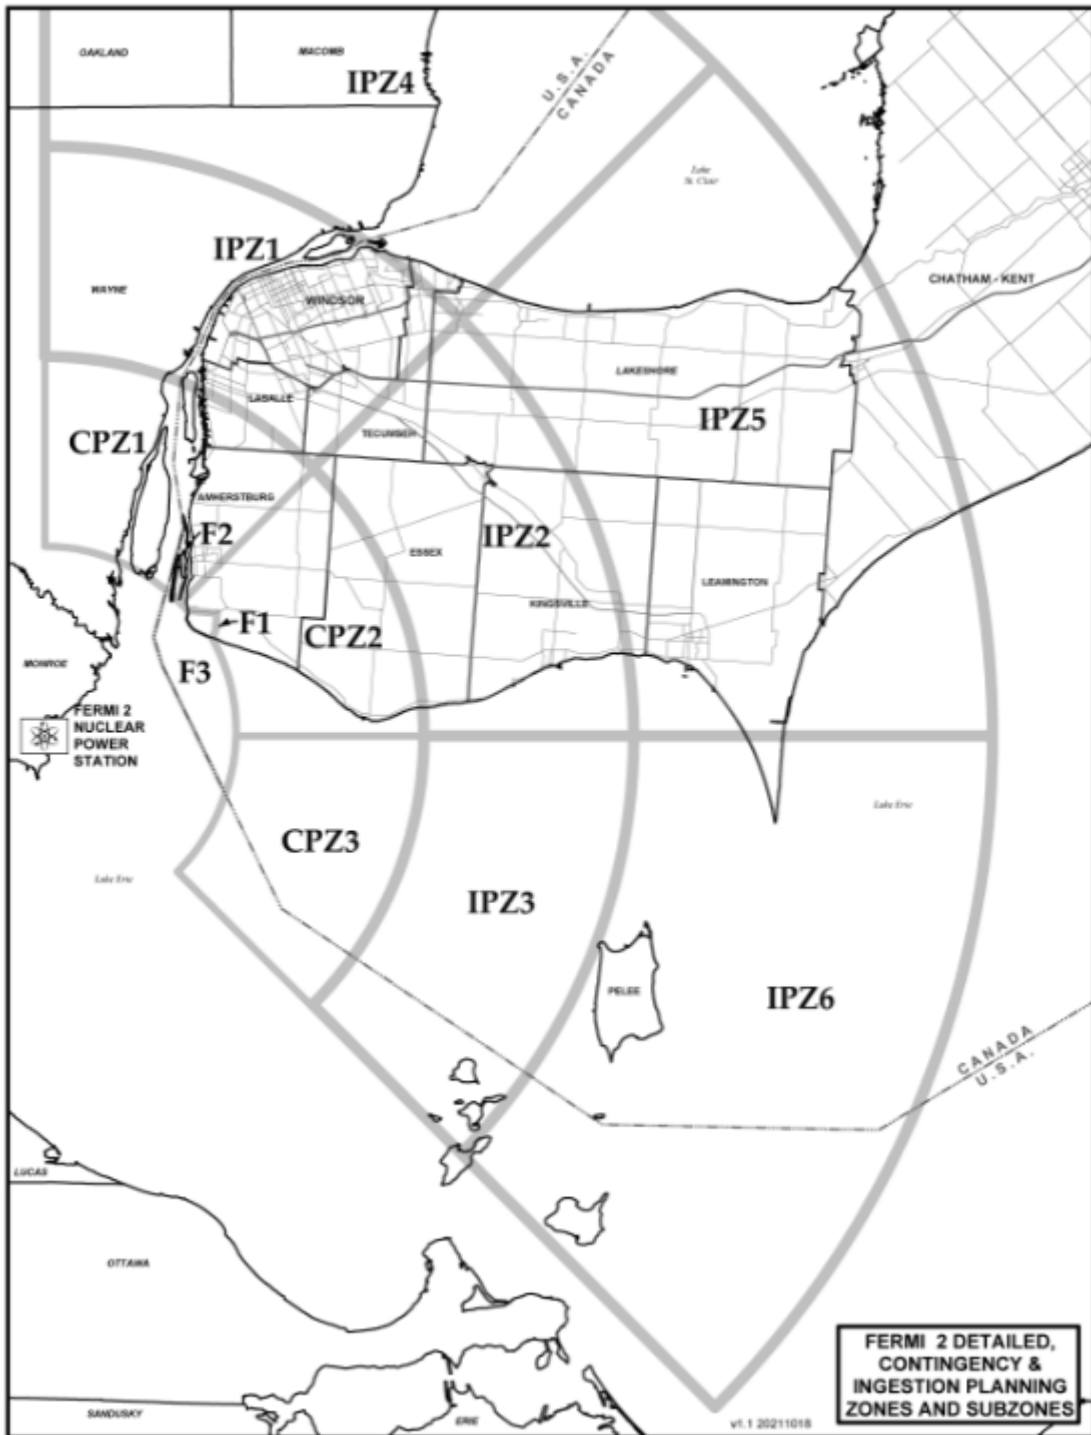 OAKLAND
MACOMB
IPZ4
U.S.A.
CANADA
Lake
St. Clair
IPZ1
CHATHAM - KENT
WAYNE
WINDSOR
LAKESHORE
LASALLE
IPZ5
CPZ1
TECUMSEH
AMHERSTBURG
F2
IPZ2
ESSEX
LEAMINGTON
KINGSVILLE
F1
CPZ2
MONROE
F3
FERMI 2
NUCLEAR
POWER
STATION
Lake Erie
CPZ3
Lake Erie
IPZ3
PELEE
IPZ6
CANADA
U.S.A.
LUCAS
OTTAWA
SANDUSKY
ERIE
FERMI 2 DETAILED,
CONTINGENCY &
INGESTION PLANNING
ZONES AND SUBZONES
v1.1 20211018